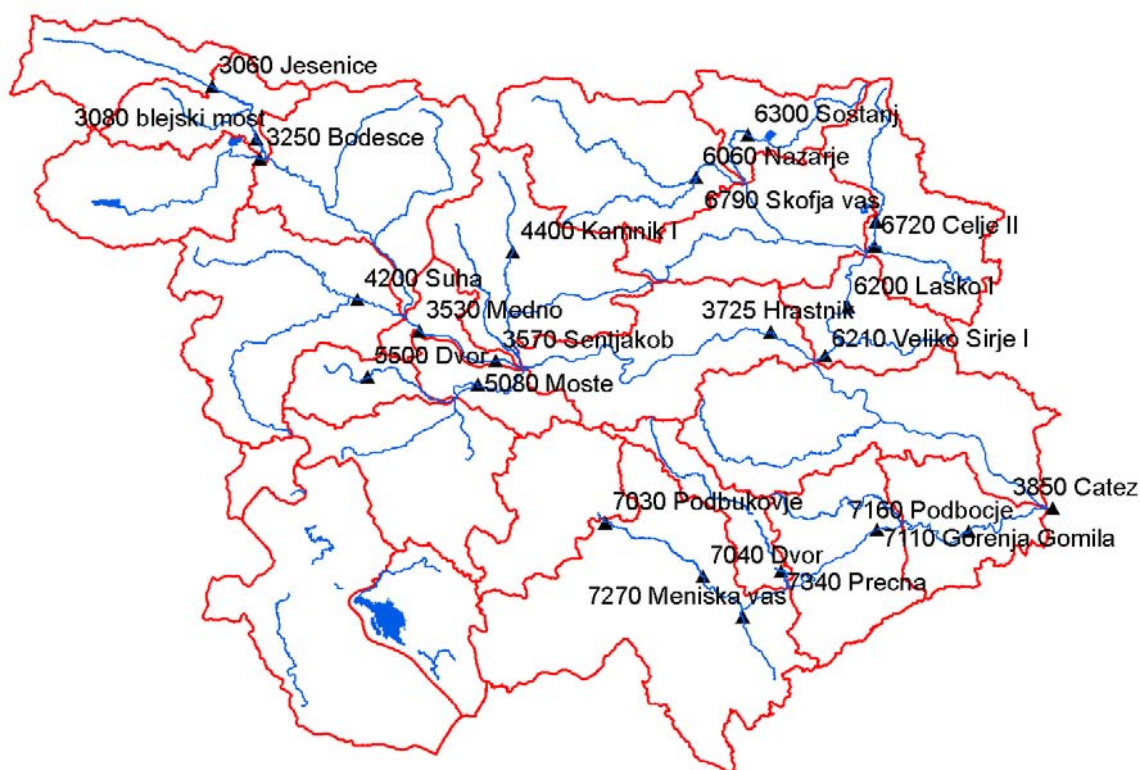 3060 Jesenice
3080 blejski most
3250 Bodesce
6300 Sostanj
6060 Nazarje
6790 Skofja vas
6720 Celje II
4400 Kamnik I
4200 Suha
6200 Lasko I
3530 Medno
3725 Hrastnik
3570 Sentjakob
6210 Veliko Sirje I
5500 Dvor
5080 Moste
3850 Catez
7030 Podbukovje
7160 Podbocje
7110 Gorenja Gomila
7040 Dvor
7340 Precna
7270 Meniska vas